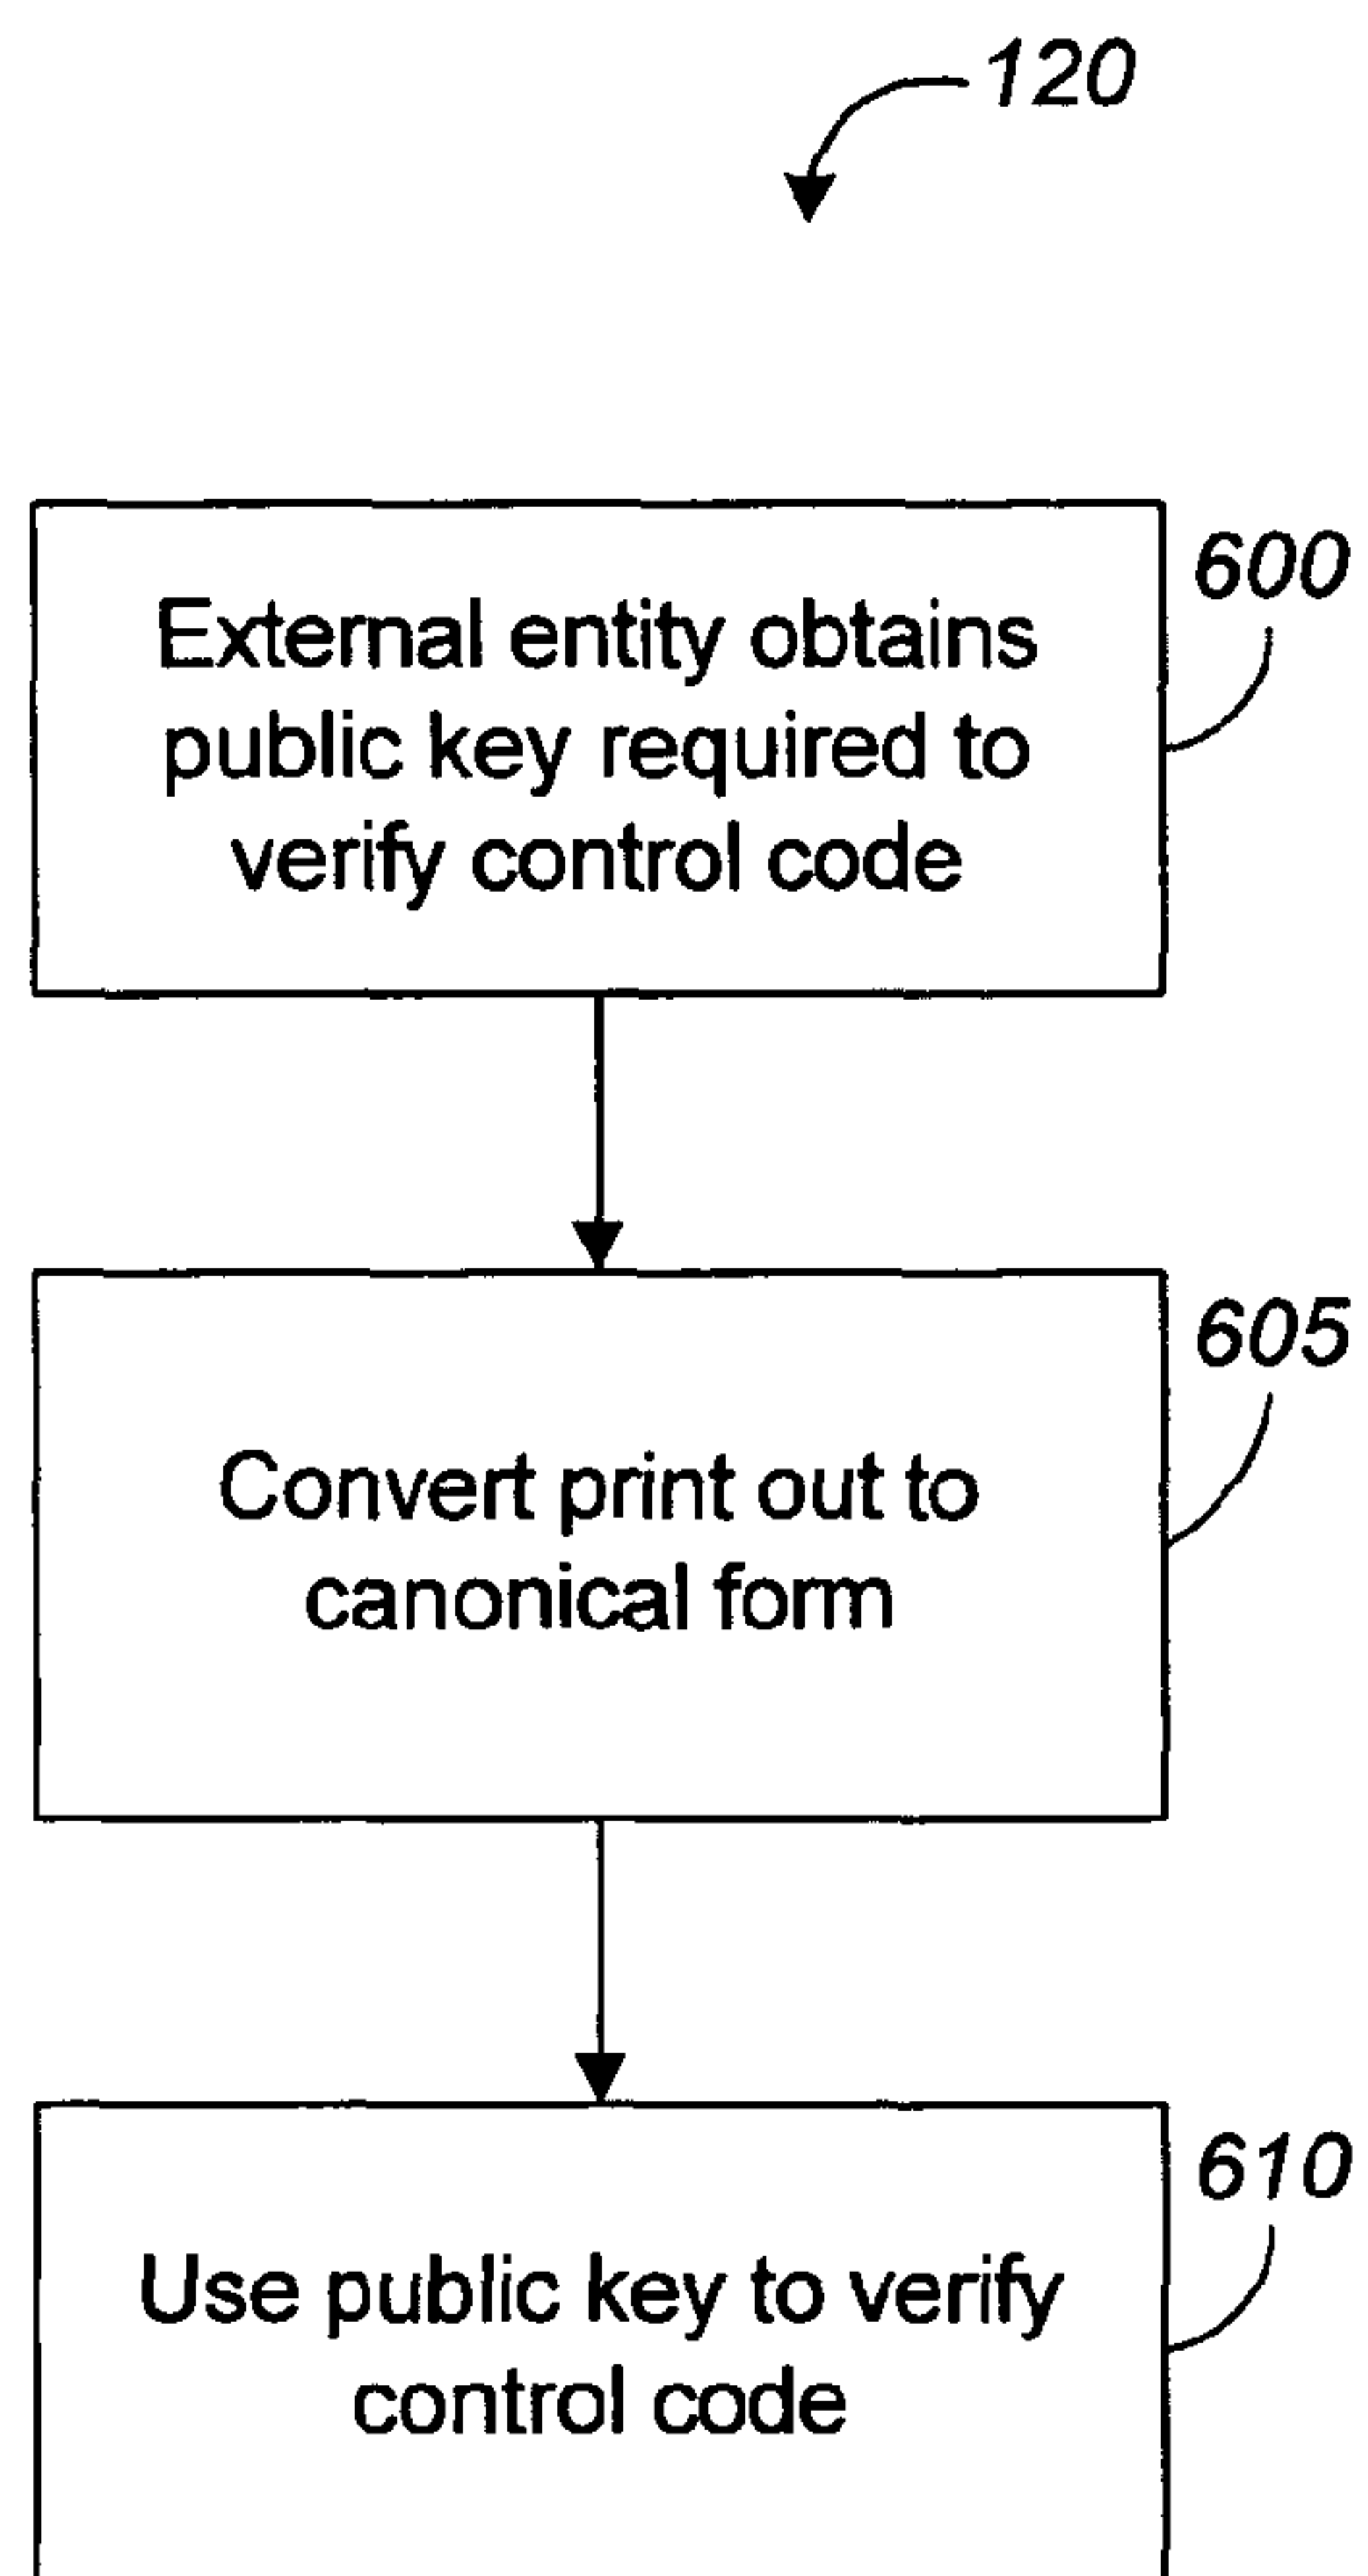 120
600
External entity obtains
public key required to
verify control code
605
Convert print out to
canonical form
610
Use public key to verify
control code